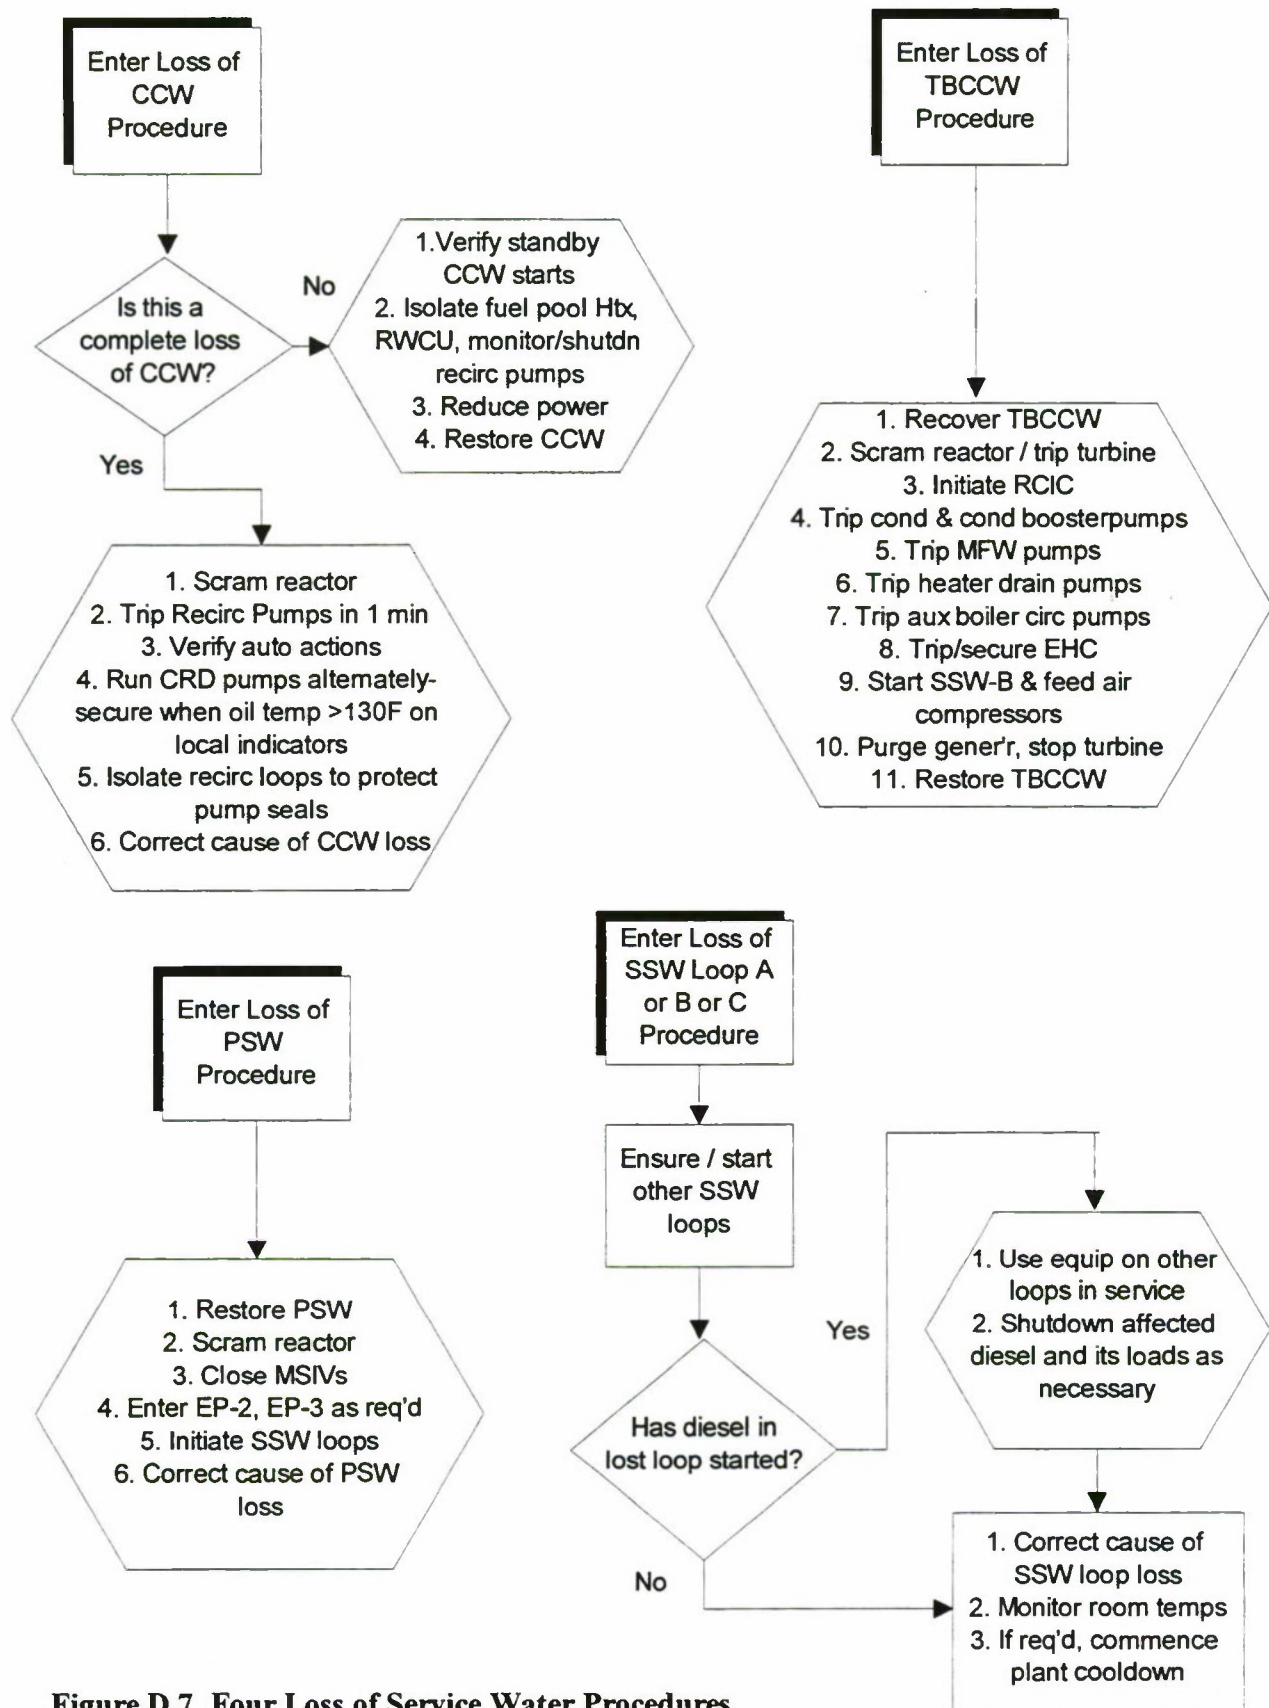 Enter Loss of
CCW
Procedure
Is this a
complete loss
of CCW?
No
1.Verify standby
CCW starts
2. Isolate fuel pool Htx,
RWCU, monitor/shutdn
recirc pumps
3. Reduce power
4. Restore CCW
Yes
1. Scram reactor
2. Trip Recirc Pumps in 1 min
3. Verify auto actions
4. Run CRD pumps alternately-
secure when oil temp >130F on
local indicators
5. Isolate recirc loops to protect
pump seals
6. Correct cause of CCW loss
Enter Loss of
TBCCW
Procedure
1. Recover TBCCW
2. Scram reactor / trip turbine
3. Initiate RCIC
4. Trip cond & cond boosterpumps
5. Trip MFW pumps
6. Trip heater drain pumps
7. Trip aux boiler circ pumps
8. Trip/secure EHC
9. Start SSW-B & feed air
compressors
10. Purge gener'r, stop turbine
11. Restore TBCCW
Enter Loss of
PSW
Procedure
1. Restore PSW
2. Scram reactor
3. Close MSIVs
4. Enter EP-2, EP-3 as req'd
5. Initiate SSW loops
6. Correct cause of PSW
loss
Enter Loss of
SSW Loop A
or B or C
Procedure
Ensure / start
other SSW
loops
Has diesel in
lost loop started?
Yes
1. Use equip on other
loops in service
2. Shutdown affected
diesel and its loads as
necessary
No
1. Correct cause of
SSW loop loss
2. Monitor room temps
3. If req'd, commence
plant cooldown
Figure D.7 Four Loss of Service Water Procedures